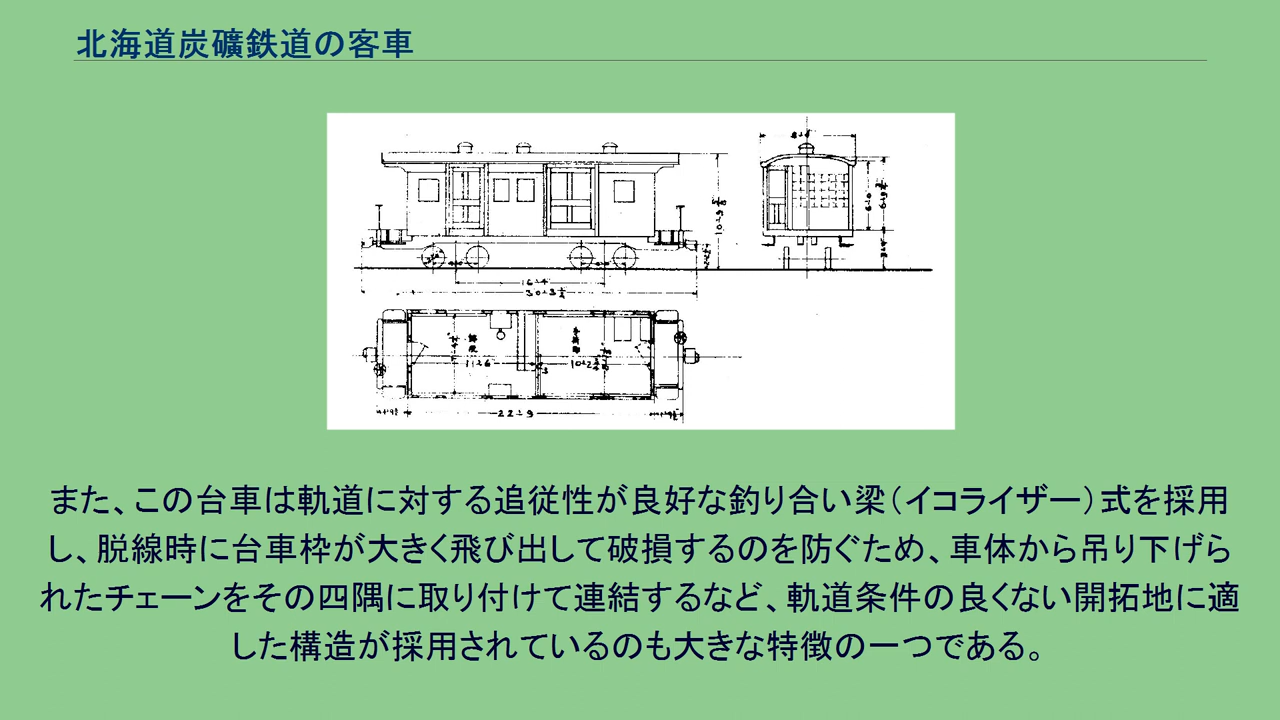 北海道炭礦鉄道の客車
16-4
22-9
11-6
また、この台車は軌道に対する追従性が良好な釣り合い梁（イコライザー）式を採用
し、脱線時に台車枠が大きく飛び出して破損するのを防ぐため、車体から吊り下げら
れたチェーンをその四隅に取り付けて連結するなど、軌道条件の良くない開拓地に適
した構造が採用されているのも大きな特徴の一つである。